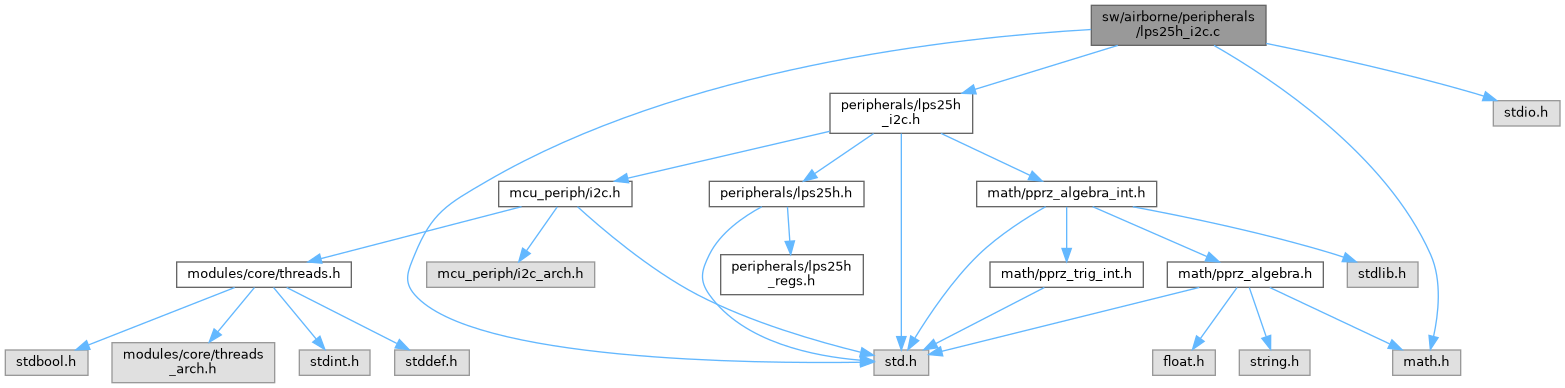 sw/airborne/peripherals
/lps25h_i2c.c
peripherals/lps25h
_i2c.h
stdio.h
mcu_periph/i2c.h
peripherals/lps25h.h
math/pprz_algebra_int.h
modules/core/threads.h
mcu_periph/i2c_arch.h
peripherals/lps25h
_regs.h
math/pprz_trig_int.h
math/pprz_algebra.h
stdlib.h
stdbool.h
modules/core/threads
_arch.h
stdint.h
stddef.h
std.h
float.h
string.h
math.h